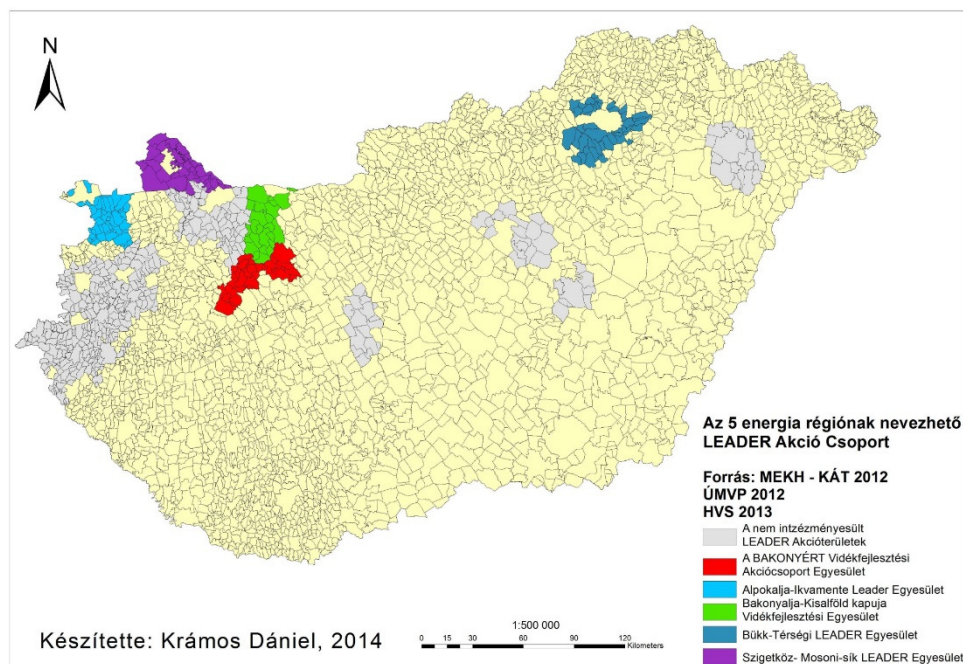 N
Az 5 energia régiónak nevezhető
LEADER Akció Csoport
Forrás: MEKH - KÁT 2012
ÚMVP 2012
HVS 2013
A nem intézményesült
LEADER Akcióterületek
A BAKONYÉRT Vidékfejlesztési
Akciócsoport Egyesület
Alpokalja-Ikvamente Leader Egyesület
Bakonyalja-Kisalföld kapuja
Vidékfejlesztési Egyesület
Bükk-Térségi LEADER Egyesület
Szigetköz- Mosoni-sík LEADER Egyesület
Készítette: Krámos Dániel, 2014
1:500 000
0 15 30 60 90 120
Kilometers